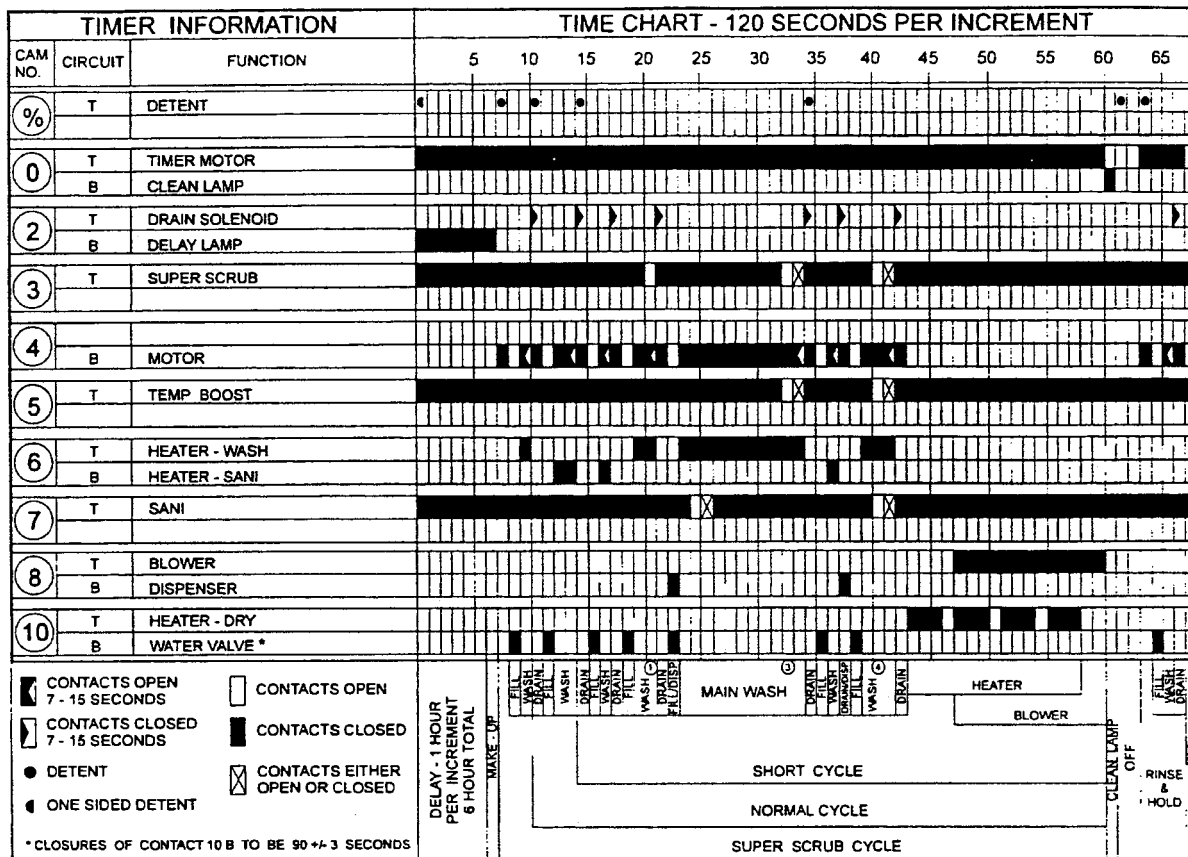 TIMER INFORMATION
TIME CHART - 120 SECONDS PER INCREMENT
CAM NO.
CIRCUIT
FUNCTION
5 10 15 20 25 30 35 40 45 50 55 60 65
% T DETENT
0 T TIMER MOTOR
B CLEAN LAMP
2 T DRAIN SOLENOID
B DELAY LAMP
3 T SUPER SCRUB
4
B MOTOR
5 T TEMP BOOST
6 T HEATER - WASH
B HEATER - SANI
7 T SANI
8 T BLOWER
B DISPENSER
10 T HEATER - DRY
B WATER VALVE *
CONTACTS OPEN
7 - 15 SECONDS
CONTACTS OPEN
CONTACTS CLOSED
7 - 15 SECONDS
CONTACTS CLOSED
DETENT
CONTACTS EITHER
OPEN OR CLOSED
ONE SIDED DETENT
* CLOSURES OF CONTACT 10 B TO BE 90 +/- 3 SECONDS
DELAY - 1 HOUR
PER INCREMENT
6 HOUR TOTAL
MAKE - UP
FILL
WASH
DRAIN
FILL
WASH
DRAIN
FILL
WASH
DRAIN
FILL
WASH 1
DRAIN
FILL/DISP
MAIN WASH 3
DRAIN
FILL
WASH
DRAIN/DISP
FILL
WASH 4
DRAIN
HEATER
BLOWER
SHORT CYCLE
NORMAL CYCLE
SUPER SCRUB CYCLE
CLEAN LAMP
OFF
FILL
WASH
DRAIN
RINSE
&
HOLD